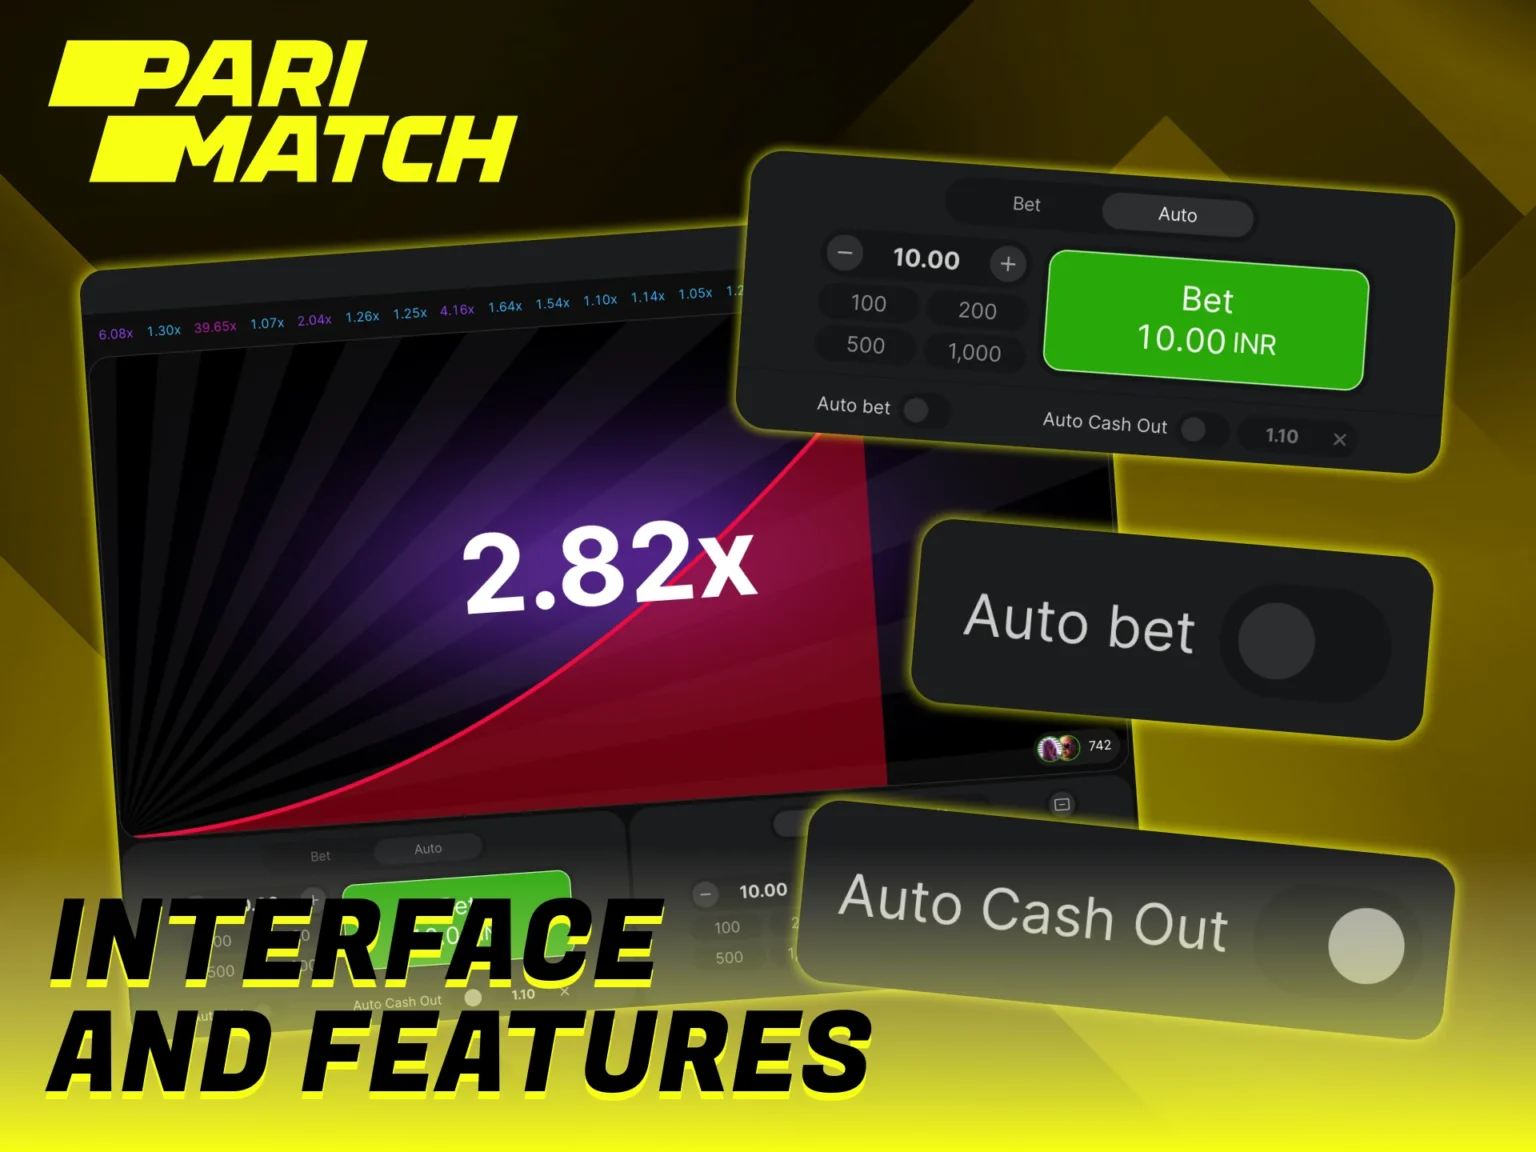 PARI
MATCH
6.08x 1.30x 39.65x 1.07x 2.04x 1.26x 1.25x 4.16x 1.64x 1.54x 1.10x 1.14x 1.05x
Bet Auto
10.00
100 200
500 1,000
Bet
10.00 INR
Auto bet
Auto Cash Out 1.10
2.82x
Auto bet
742
Auto Cash Out
Bet Auto
10.00
100
500
500
Auto Cash Out 1.10
INTERFACE
AND FEATURES